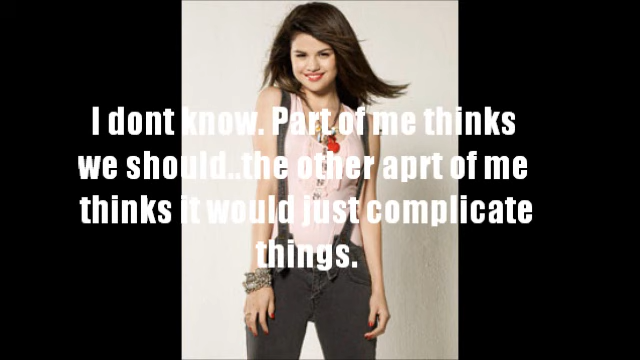 I dont know. Part of me thinks
we should..the other aprt of me
thinks it would just complicate
things.